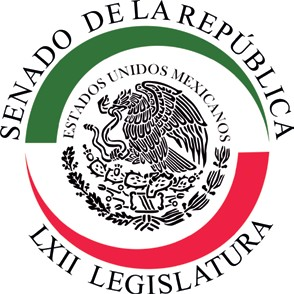 SENADO DE LA REPÚBLICA
ESTADOS UNIDOS MEXICANOS
LXII LEGISLATURA